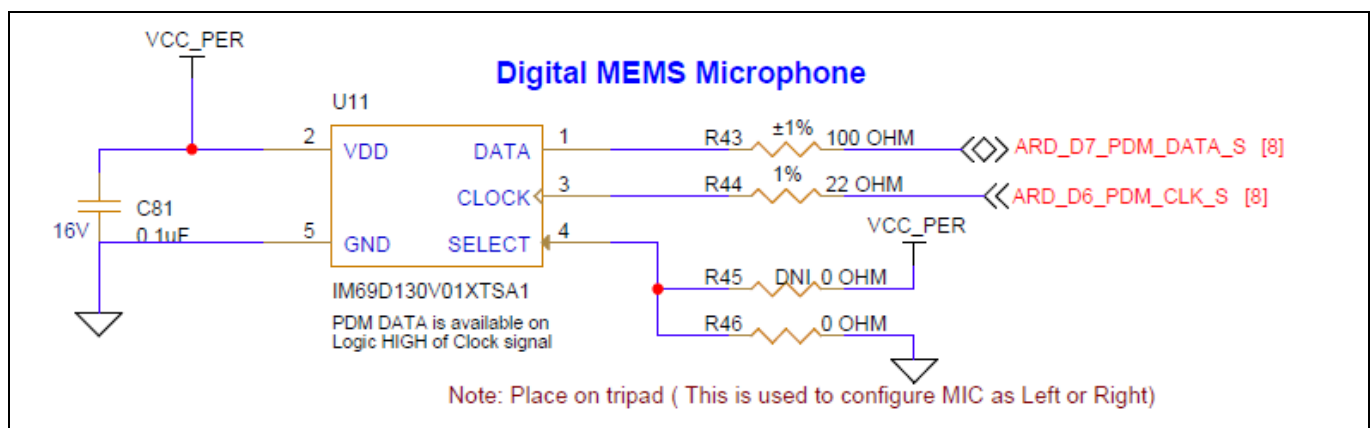 VCC_PER
Digital MEMS Microphone
U11
2 VDD DATA 1 R43 ±1% 100 OHM ARD_D7_PDM_DATA_S [8]
CLOCK 3 R44 1% 22 OHM ARD_D6_PDM_CLK_S [8]
C81
16V 0.1uF
5 GND SELECT 4
VCC_PER
R45 DNI 0 OHM
IM69D130V01XTSA1
R46 0 OHM
PDM DATA is available on
Logic HIGH of Clock signal
Note: Place on tripad ( This is used to configure MIC as Left or Right)